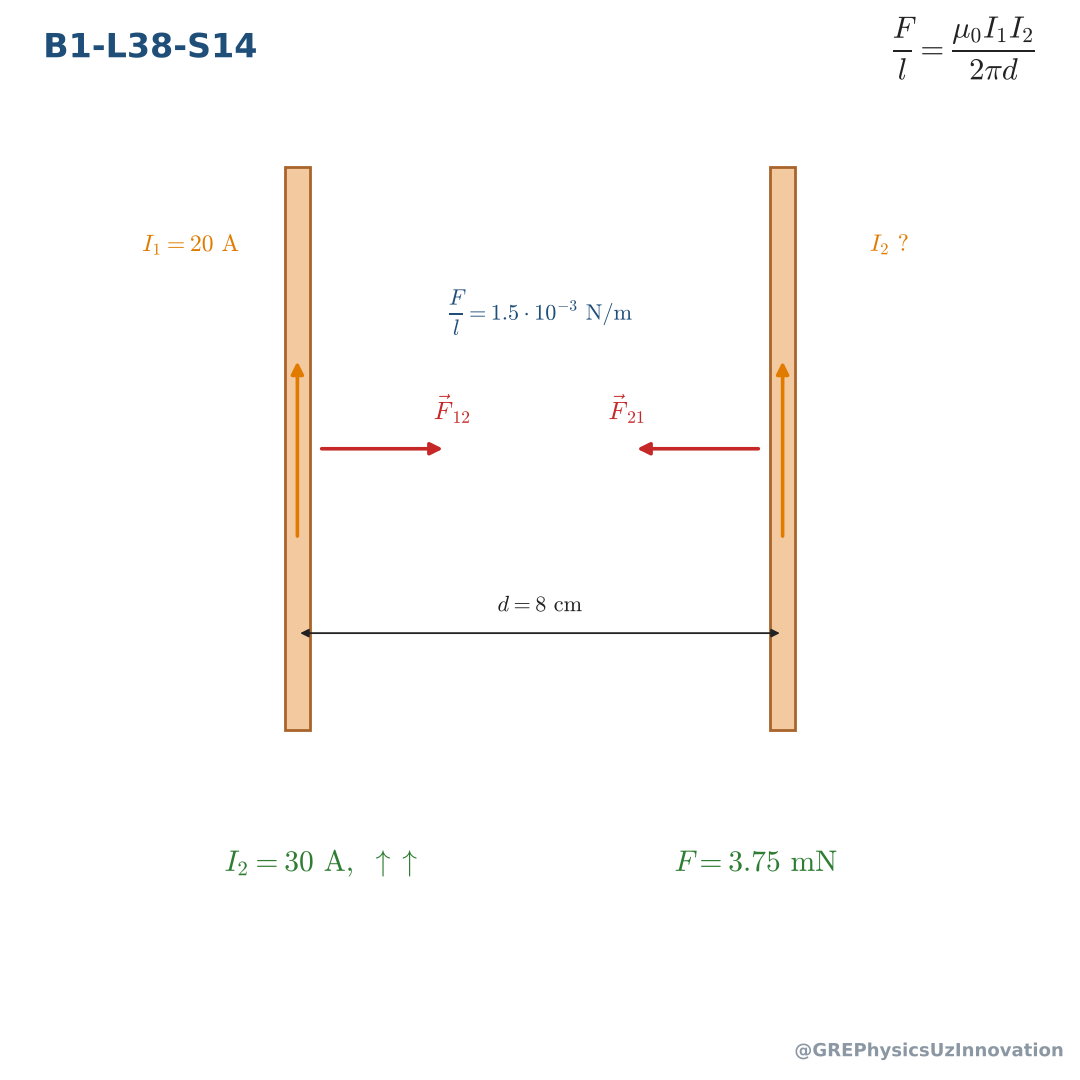 B1-L38-S14
F/l = μ₀I₁I₂/2πd
I₁ = 20 A
I₂ ?
F/l = 1.5 · 10⁻³ N/m
F⃗₁₂
F⃗₂₁
d = 8 cm
I₂ = 30 A, ↑↑
F = 3.75 mN
@GREPhysicsUzInnovation